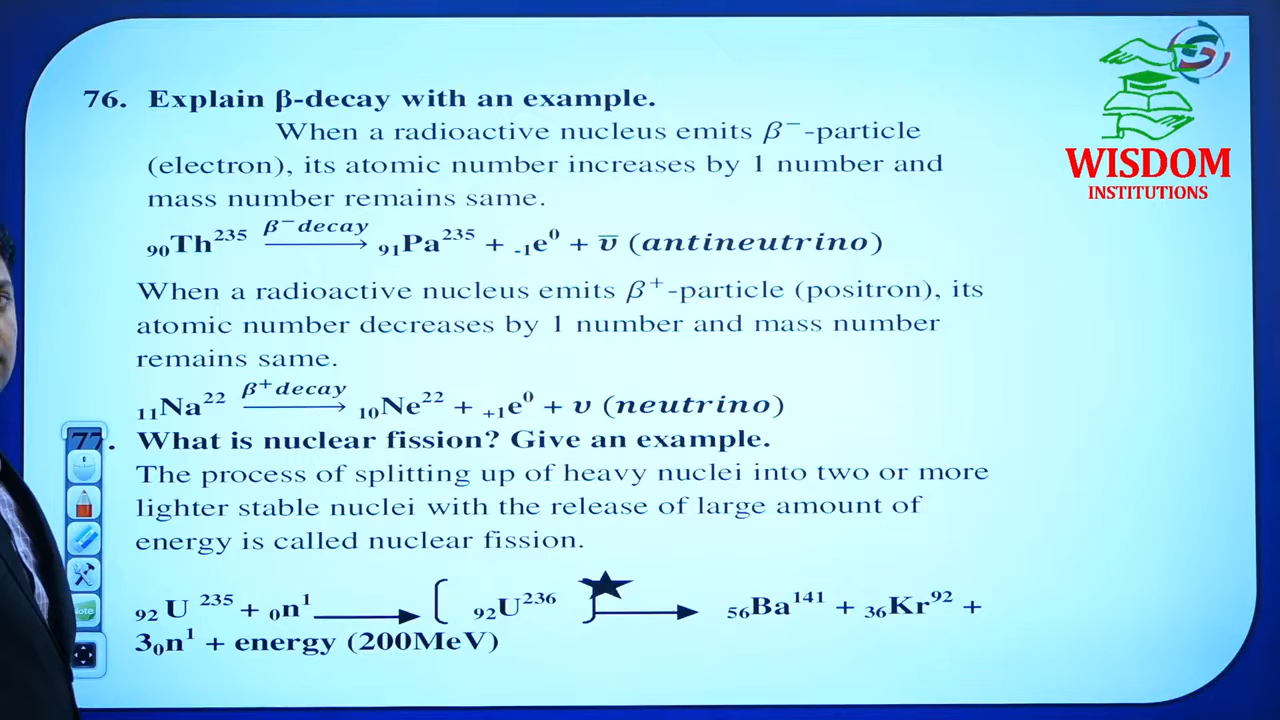 76. Explain β-decay with an example.
When a radioactive nucleus emits β⁻-particle
(electron), its atomic number increases by 1 number and
mass number remains same.
₉₀Th²³⁵ β⁻decay → ₉₁Pa²³⁵ + ₋₁e⁰ + ῡ (antineutrino)
When a radioactive nucleus emits β⁺-particle (positron), its
atomic number decreases by 1 number and mass number
remains same.
₁₁Na²² β⁺decay → ₁₀Ne²² + ₊₁e⁰ + υ (neutrino)
77. What is nuclear fission? Give an example.
The process of splitting up of heavy nuclei into two or more
lighter stable nuclei with the release of large amount of
energy is called nuclear fission.
₉₂U ²³⁵ + ₀n¹ → [ ₉₂U²³⁶ ]★ → ₅₆Ba¹⁴¹ + ₃₆Kr⁹² +
3₀n¹ + energy (200MeV)
WISDOM
INSTITUTIONS
Note